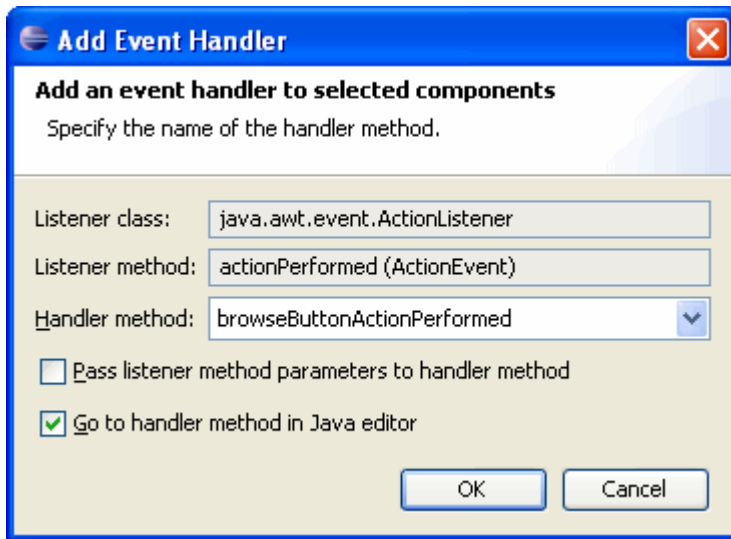 Add Event Handler
Add an event handler to selected components
Specify the name of the handler method.
Listener class: java.awt.event.ActionListener
Listener method: actionPerformed (ActionEvent)
Handler method: browseButtonActionPerformed
Pass listener method parameters to handler method
Go to handler method in Java editor
OK Cancel